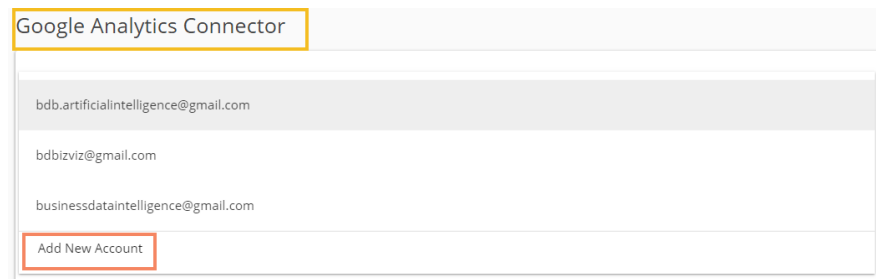 Google Analytics Connector
bdb.artificialintelligence@gmail.com
bdbizviz@gmail.com
businessdataintelligence@gmail.com
Add New Account